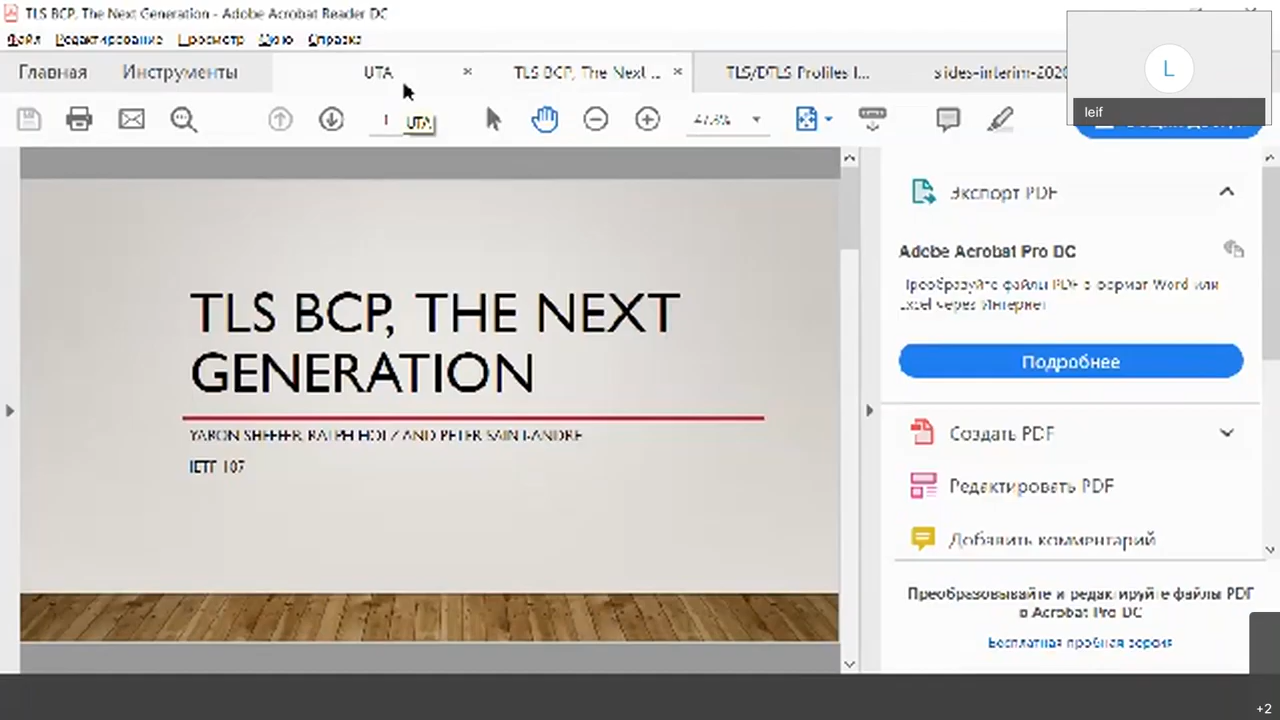 TLS BCP, The Next Generation - Adobe Acrobat Reader DC
Файл Редактирование Просмотр Окно Справка
Главная Инструменты UTA TLS BCP, The Next ... TLS/DTLS Profiles I... slides-interim-2020
L
leif
1 UTA 47,8%
Экспорт PDF
Adobe Acrobat Pro DC
Преобразуйте файлы PDF в формат Word или
Excel через Интернет
Подробнее
TLS BCP, THE NEXT
GENERATION
YARON SHEFFER, RALPH HOLZ AND PETER SAINT-ANDRE
IETF 107
Создать PDF
Редактировать PDF
Добавить комментарий
Преобразовывайте и редактируйте файлы PDF
в Acrobat Pro DC
Бесплатная пробная версия
+2